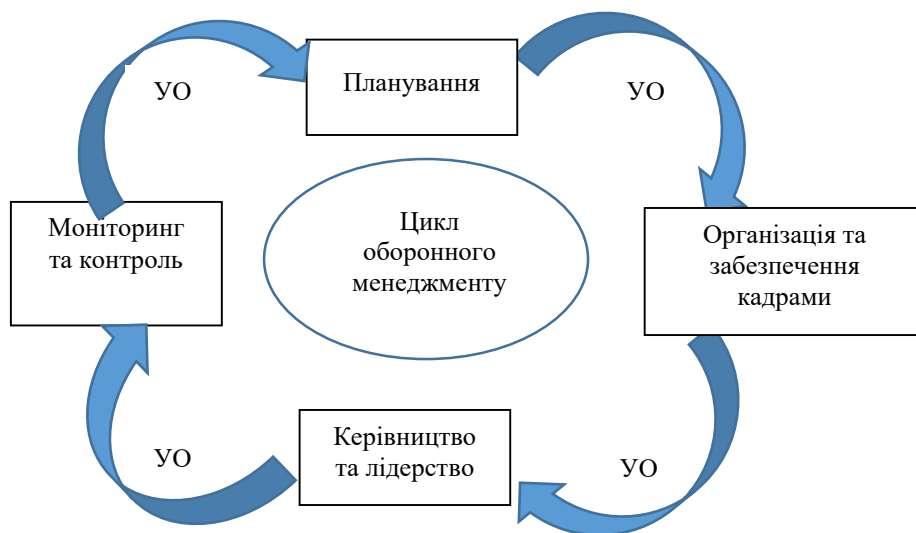 Планування
УО
УО
Моніторинг
та контроль
Цикл
оборонного
менеджменту
Організація та
забезпечення
кадрами
Керівництво
та лідерство
УО
УО